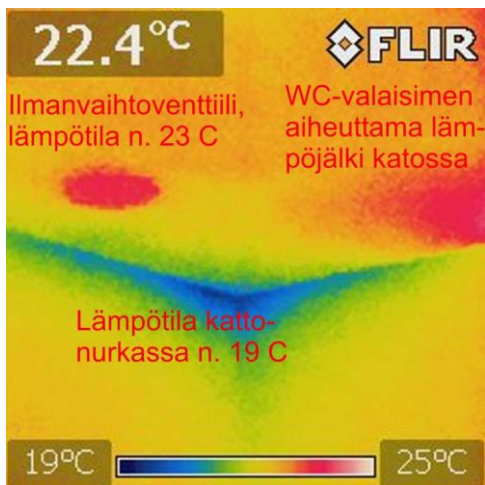 22.4°C
FLIR
Ilmanvaihtoventtiili,
lämpötila n. 23 C
WC-valaisimen
aiheuttama läm-
pöjälki katossa
Lämpötila katto-
nurkassa n. 19 C
19°C
25°C